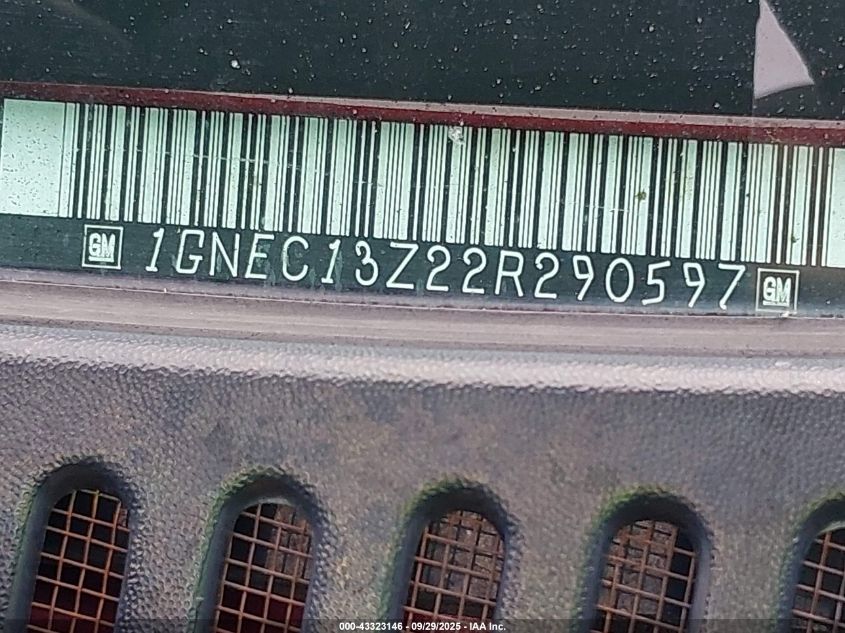 GM 1GNEC13Z22R290597 GM
000-43323146 - 09/29/2025 - IAA Inc.